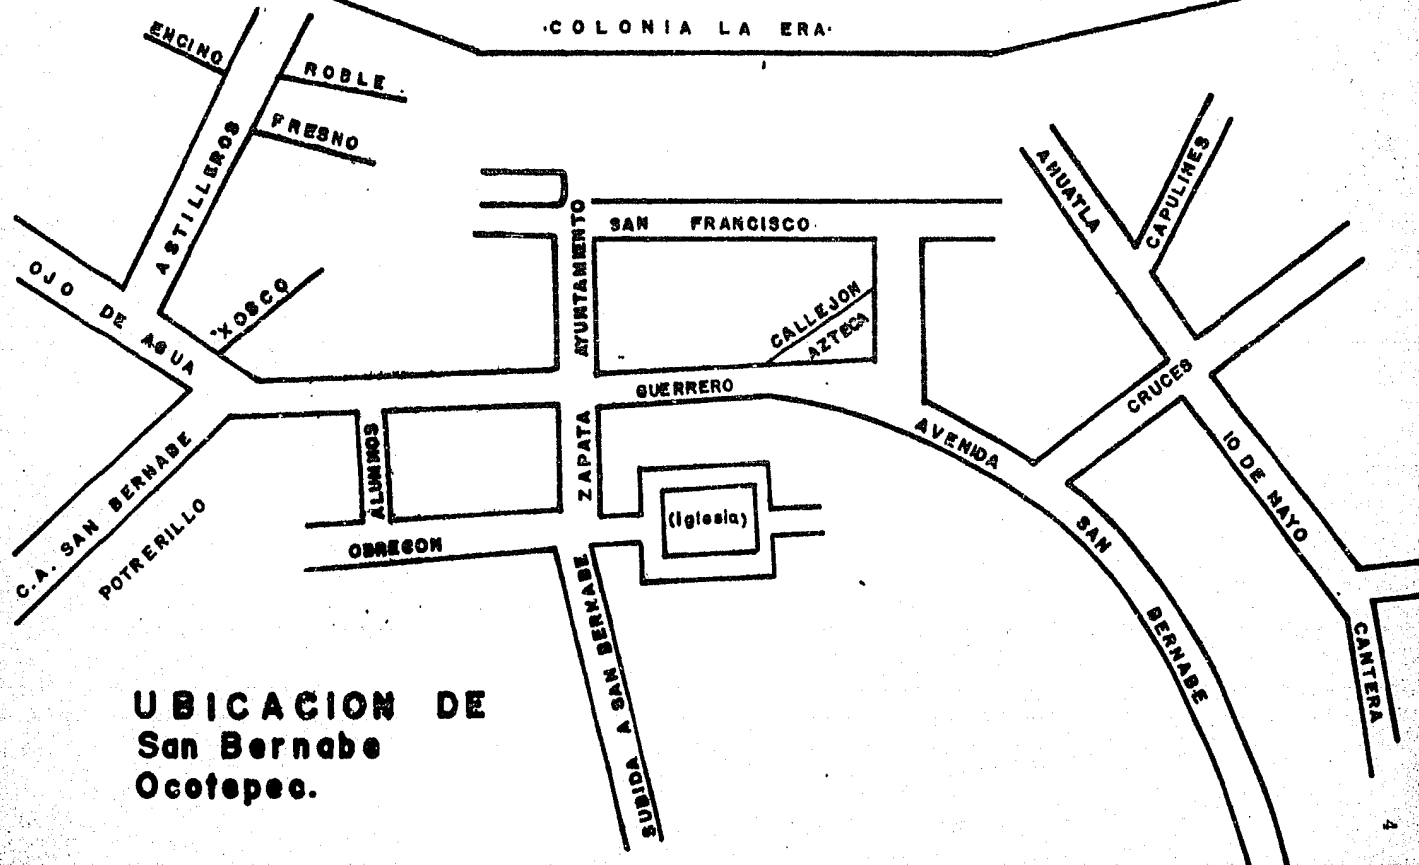 ·COLONIA LA ERA·
ENCINO
ROBLE
FRESNO
ASTILLEROS
OJO DE AGUA
XOSCO
AYUNTAMIENTO
SAN FRANCISCO
CALLEJON
AZTECA
AHUATLA
CAPULINES
GUERRERO
CRUCES
AVENIDA SAN BERNABE
10 DE MAYO
CANTERA
ALUMNOS
ZAPATA
OBREGON
(Iglesia)
C.A. SAN BERNABE
POTRERILLO
SUBIDA A SAN BERNABE
UBICACION DE
San Bernabe
Ocotepec.
4